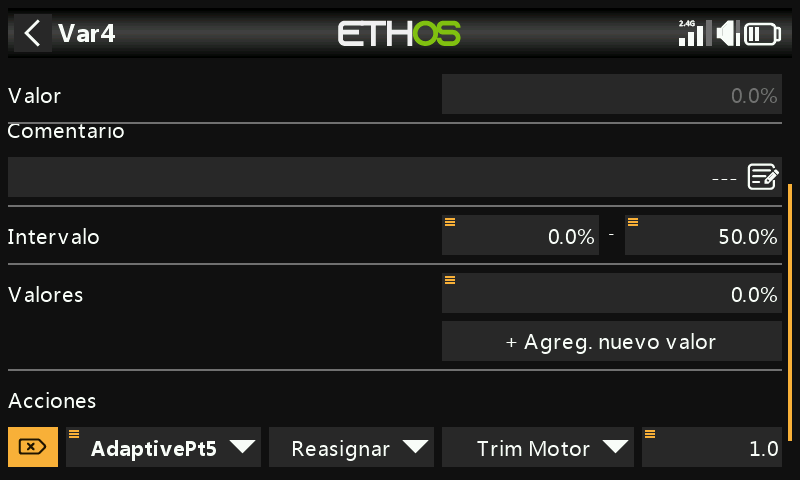 Var4
ETHOS
2.4G
Valor 0.0%
Comentario
---
Intervalo 0.0% - 50.0%
Valores 0.0%
+ Agreg. nuevo valor
Acciones
AdaptivePt5 Reasignar Trim Motor 1.0